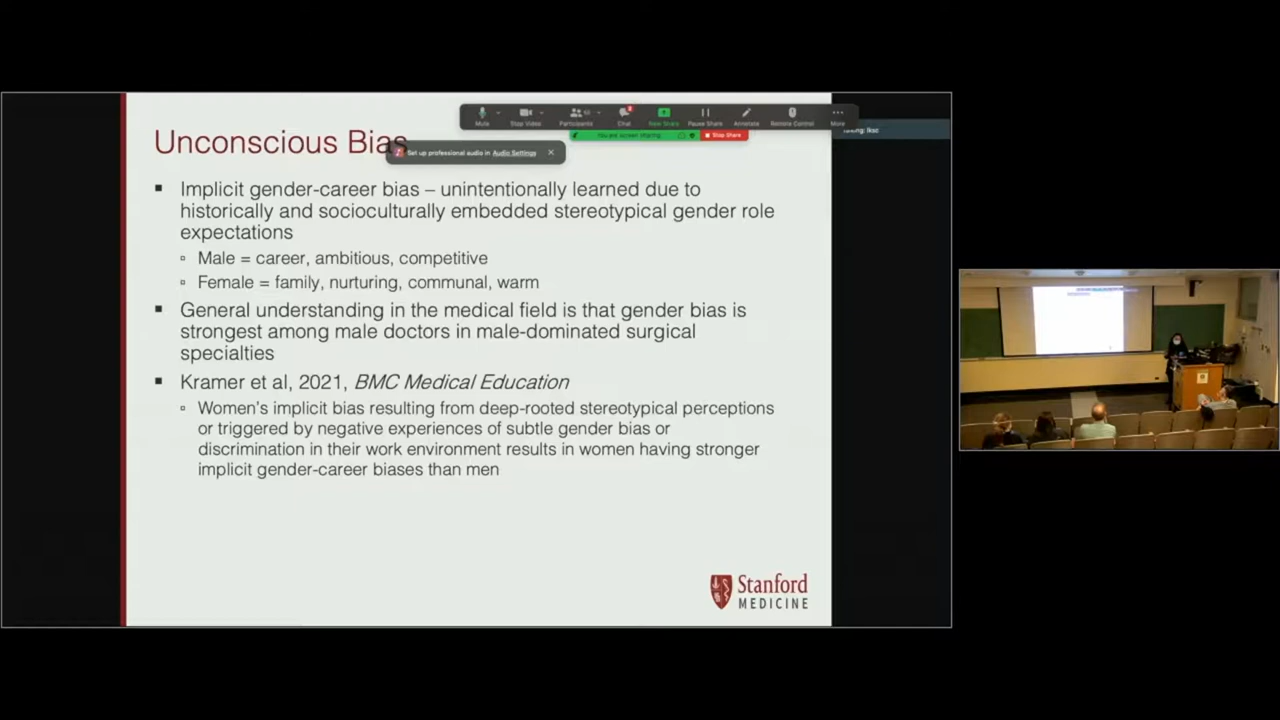 Unconscious Bias
Mute
Stop Video
Participants
Chat
New Share
Pause Share
Annotate
Remote Control
More
You are screen sharing
Stop Share
Set up professional audio in Audio Settings
▪ Implicit gender-career bias – unintentionally learned due to
historically and socioculturally embedded stereotypical gender role
expectations
▫ Male = career, ambitious, competitive
▫ Female = family, nurturing, communal, warm
▪ General understanding in the medical field is that gender bias is
strongest among male doctors in male-dominated surgical
specialties
▪ Kramer et al, 2021, BMC Medical Education
▫ Women's implicit bias resulting from deep-rooted stereotypical perceptions
or triggered by negative experiences of subtle gender bias or
discrimination in their work environment results in women having stronger
implicit gender-career biases than men
Stanford
MEDICINE